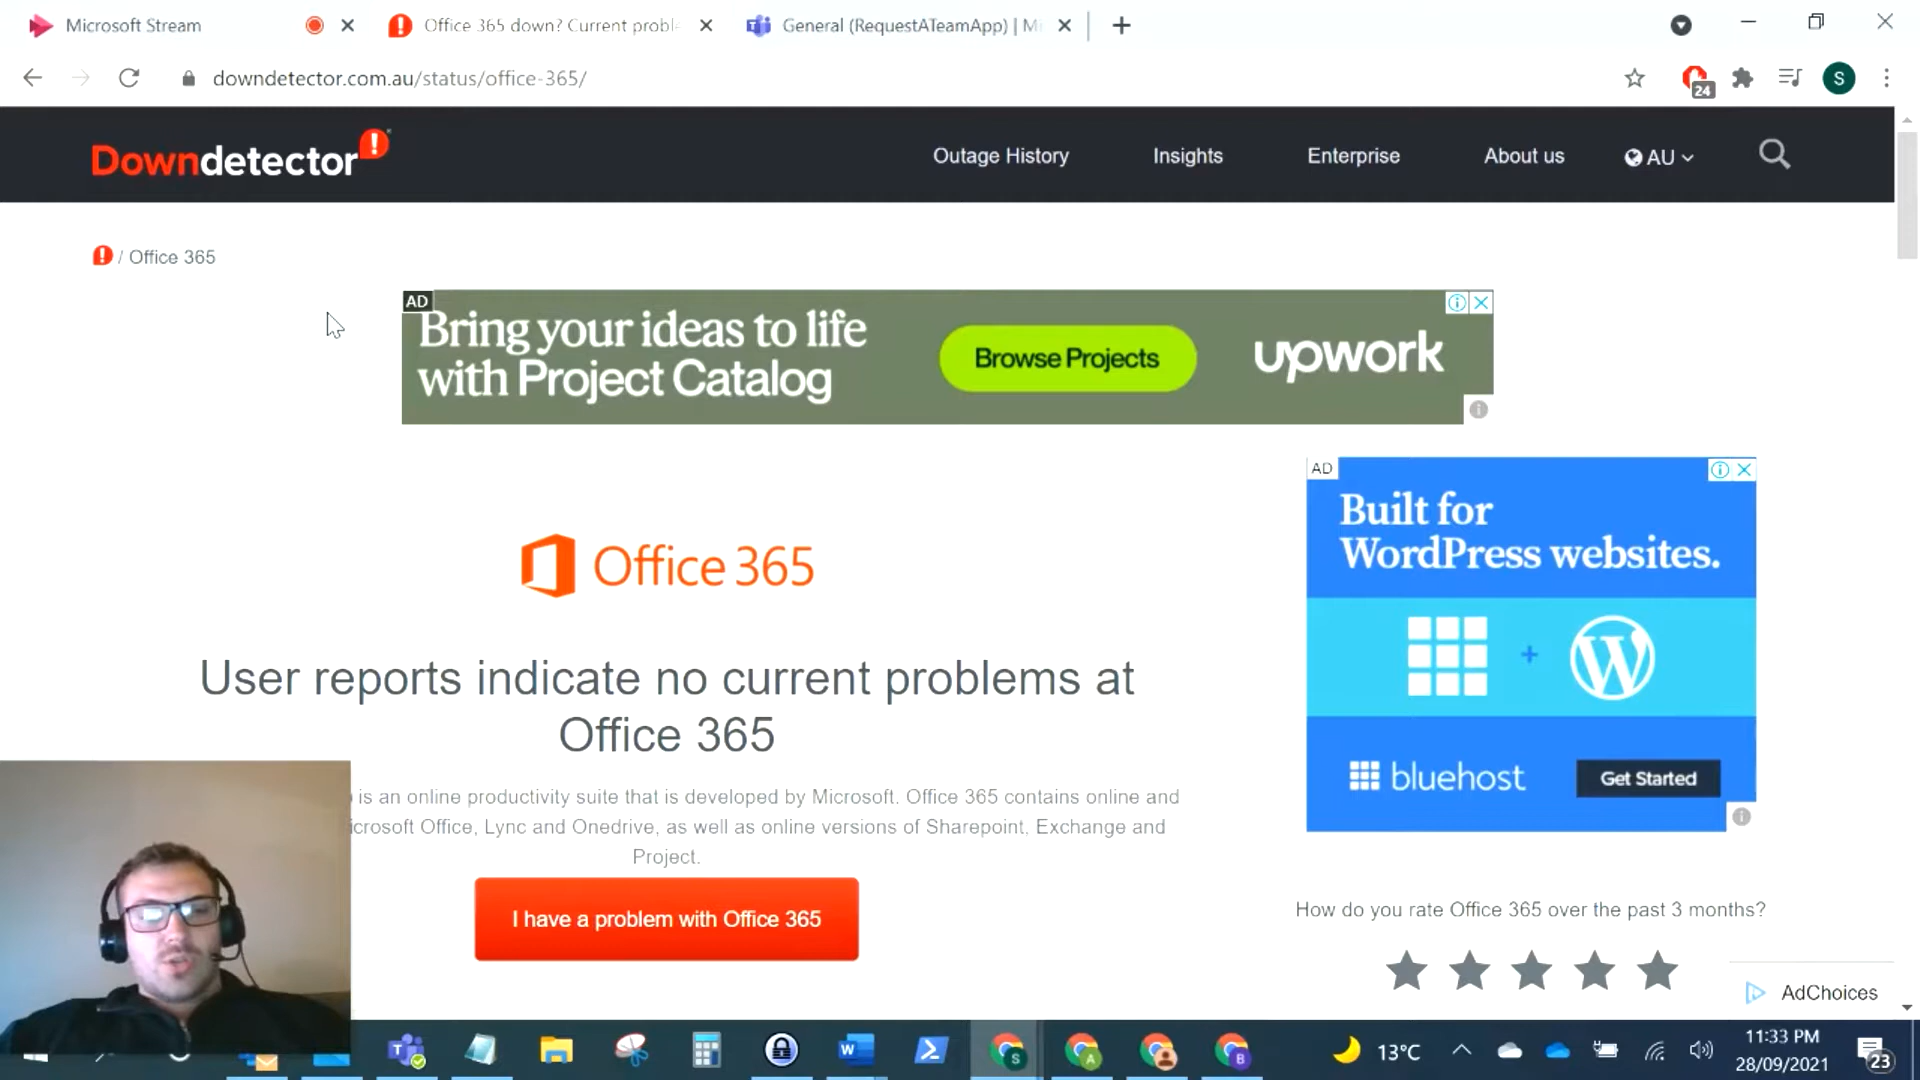 Microsoft Stream
Office 365 down? Current probl
General (RequestATeamApp) | Mi
downdetector.com.au/status/office-365/
24
S
Downdetector
Outage History
Insights
Enterprise
About us
AU
/ Office 365
AD
Bring your ideas to life
with Project Catalog
Browse Projects
upwork
AD
Built for
WordPress websites.
Office 365
User reports indicate no current problems at
Office 365
is an online productivity suite that is developed by Microsoft. Office 365 contains online and
icrosoft Office, Lync and Onedrive, as well as online versions of Sharepoint, Exchange and
Project.
I have a problem with Office 365
bluehost
Get Started
How do you rate Office 365 over the past 3 months?
AdChoices
13°C
11:33 PM
28/09/2021
23